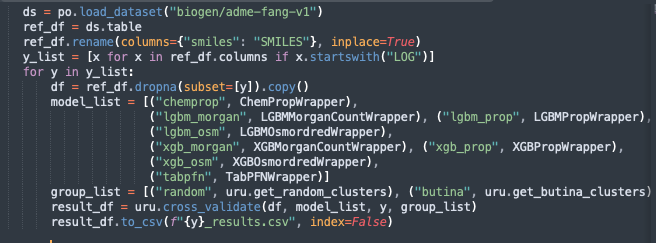 ds = po.load_dataset("biogen/adme-fang-v1")
ref_df = ds.table
ref_df.rename(columns={"smiles": "SMILES"}, inplace=True)
y_list = [x for x in ref_df.columns if x.startswith("LOG")]
for y in y_list:
    df = ref_df.dropna(subset=[y]).copy()
    model_list = [("chemprop", ChemPropWrapper),
                  ("lgbm_morgan", LGBMMorganCountWrapper), ("lgbm_prop", LGBMPropWrapper),
                  ("lgbm_osm", LGBMOsmordredWrapper),
                  ("xgb_morgan", XGBMorganCountWrapper), ("xgb_prop", XGBPropWrapper),
                  ("xgb_osm", XGBOsmordredWrapper),
                  ("tabpfn", TabPFNWrapper)]
    group_list = [("random", uru.get_random_clusters), ("butina", uru.get_butina_clusters)
    result_df = uru.cross_validate(df, model_list, y, group_list)
    result_df.to_csv(f"{y}_results.csv", index=False)